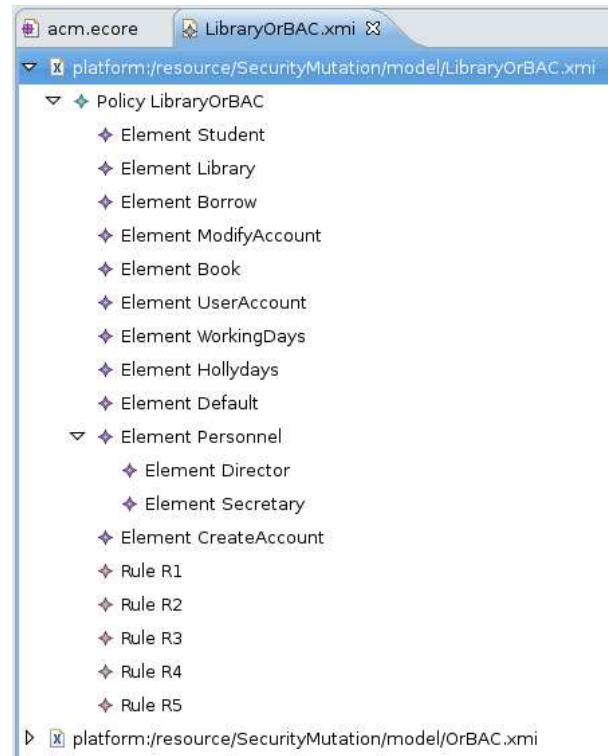 acm.ecore LibraryOrBAC.xmi
platform:/resource/SecurityMutation/model/LibraryOrBAC.xmi
Policy LibraryOrBAC
Element Student
Element Library
Element Borrow
Element ModifyAccount
Element Book
Element UserAccount
Element WorkingDays
Element Hollydays
Element Default
Element Personnel
Element Director
Element Secretary
Element CreateAccount
Rule R1
Rule R2
Rule R3
Rule R4
Rule R5
platform:/resource/SecurityMutation/model/OrBAC.xmi